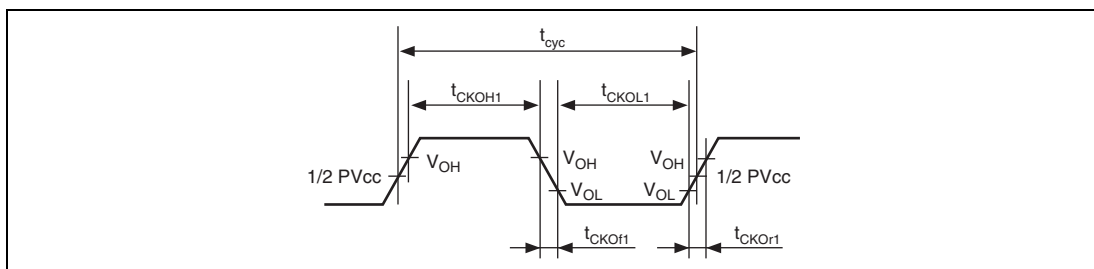 tcyc
tCKOH1 tCKOL1
VOH VOH VOH
1/2 PVcc 1/2 PVcc
VOL VOL
tCKOf1 tCKOr1